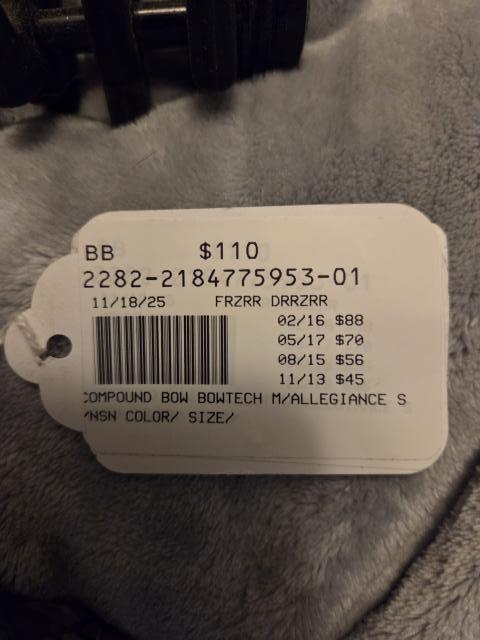 BB $110
2282-2184775953-01
11/18/25 FRZRR DRRZRR
02/16 $88
05/17 $70
08/15 $56
11/13 $45
COMPOUND BOW BOWTECH M/ALLEGIANCE S
/NSN COLOR/ SIZE/